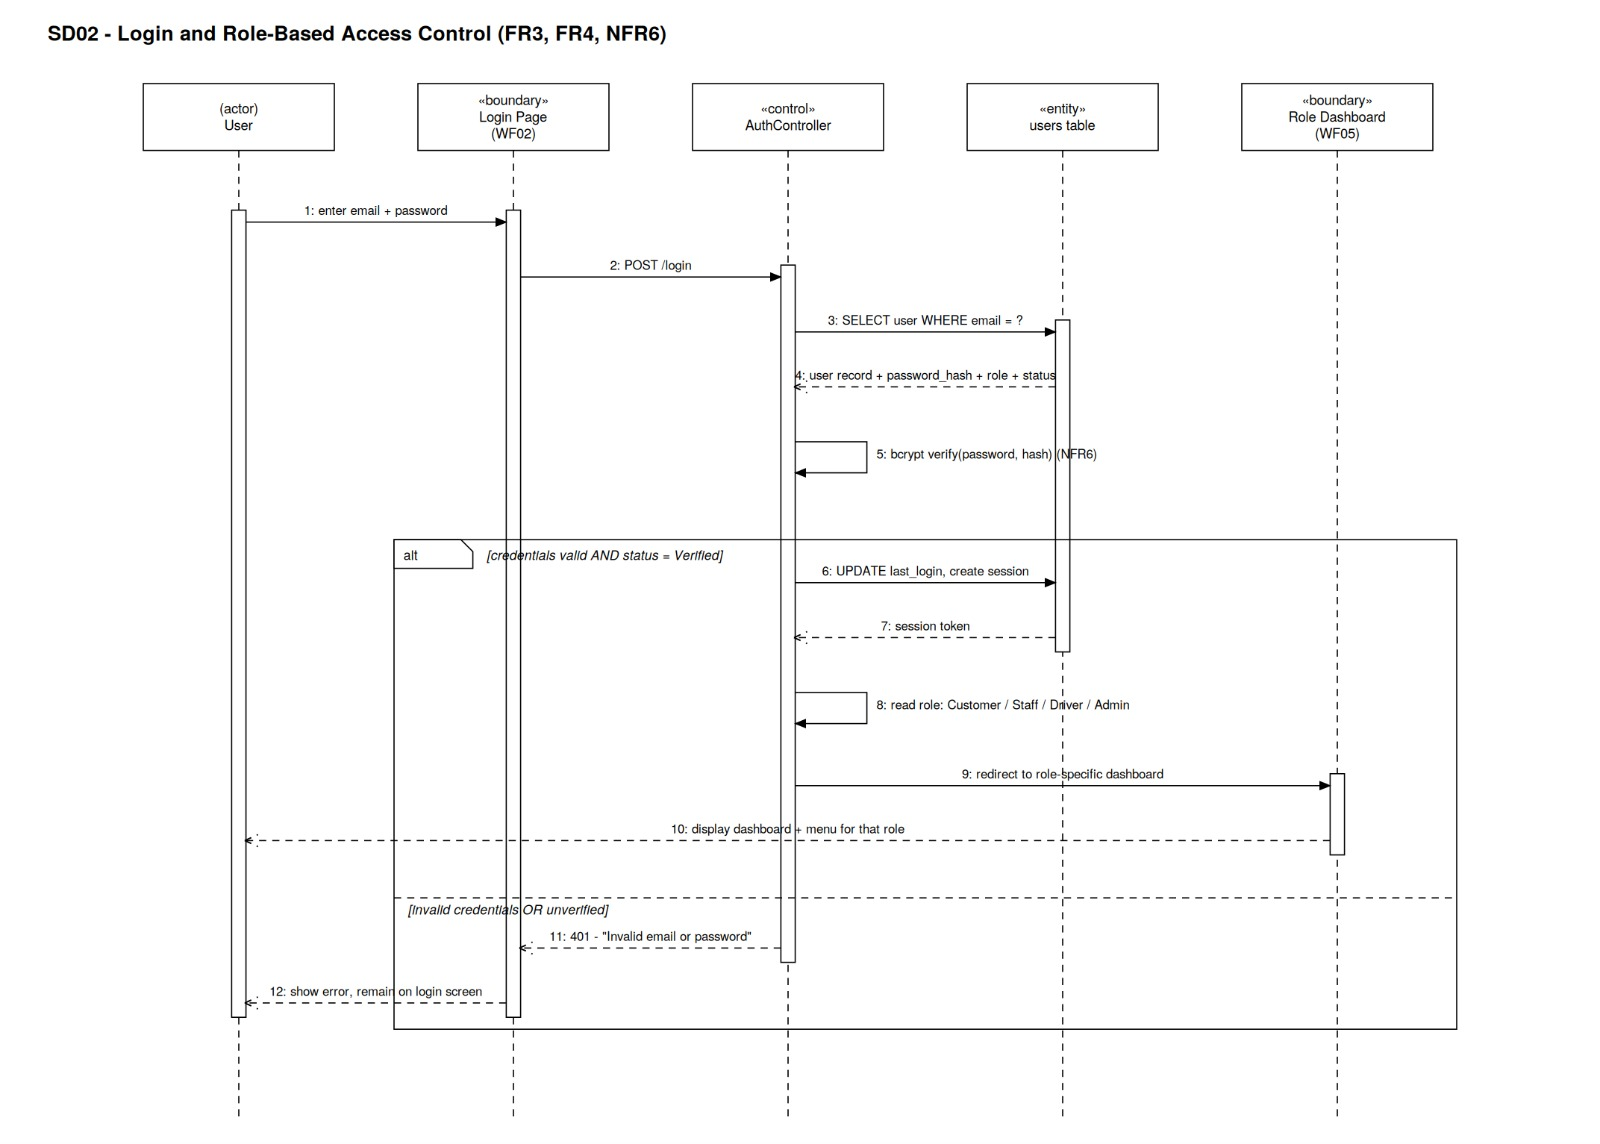 SD02 - Login and Role-Based Access Control (FR3, FR4, NFR6)
(actor)
User
«boundary»
Login Page
(WF02)
«control»
AuthController
«entity»
users table
«boundary»
Role Dashboard
(WF05)
1: enter email + password
2: POST /login
3: SELECT user WHERE email = ?
4: user record + password_hash + role + status
5: bcrypt verify(password, hash) (NFR6)
alt
[credentials valid AND status = Verified]
6: UPDATE last_login, create session
7: session token
8: read role: Customer / Staff / Driver / Admin
9: redirect to role-specific dashboard
10: display dashboard + menu for that role
[invalid credentials OR unverified]
11: 401 - "Invalid email or password"
12: show error, remain on login screen